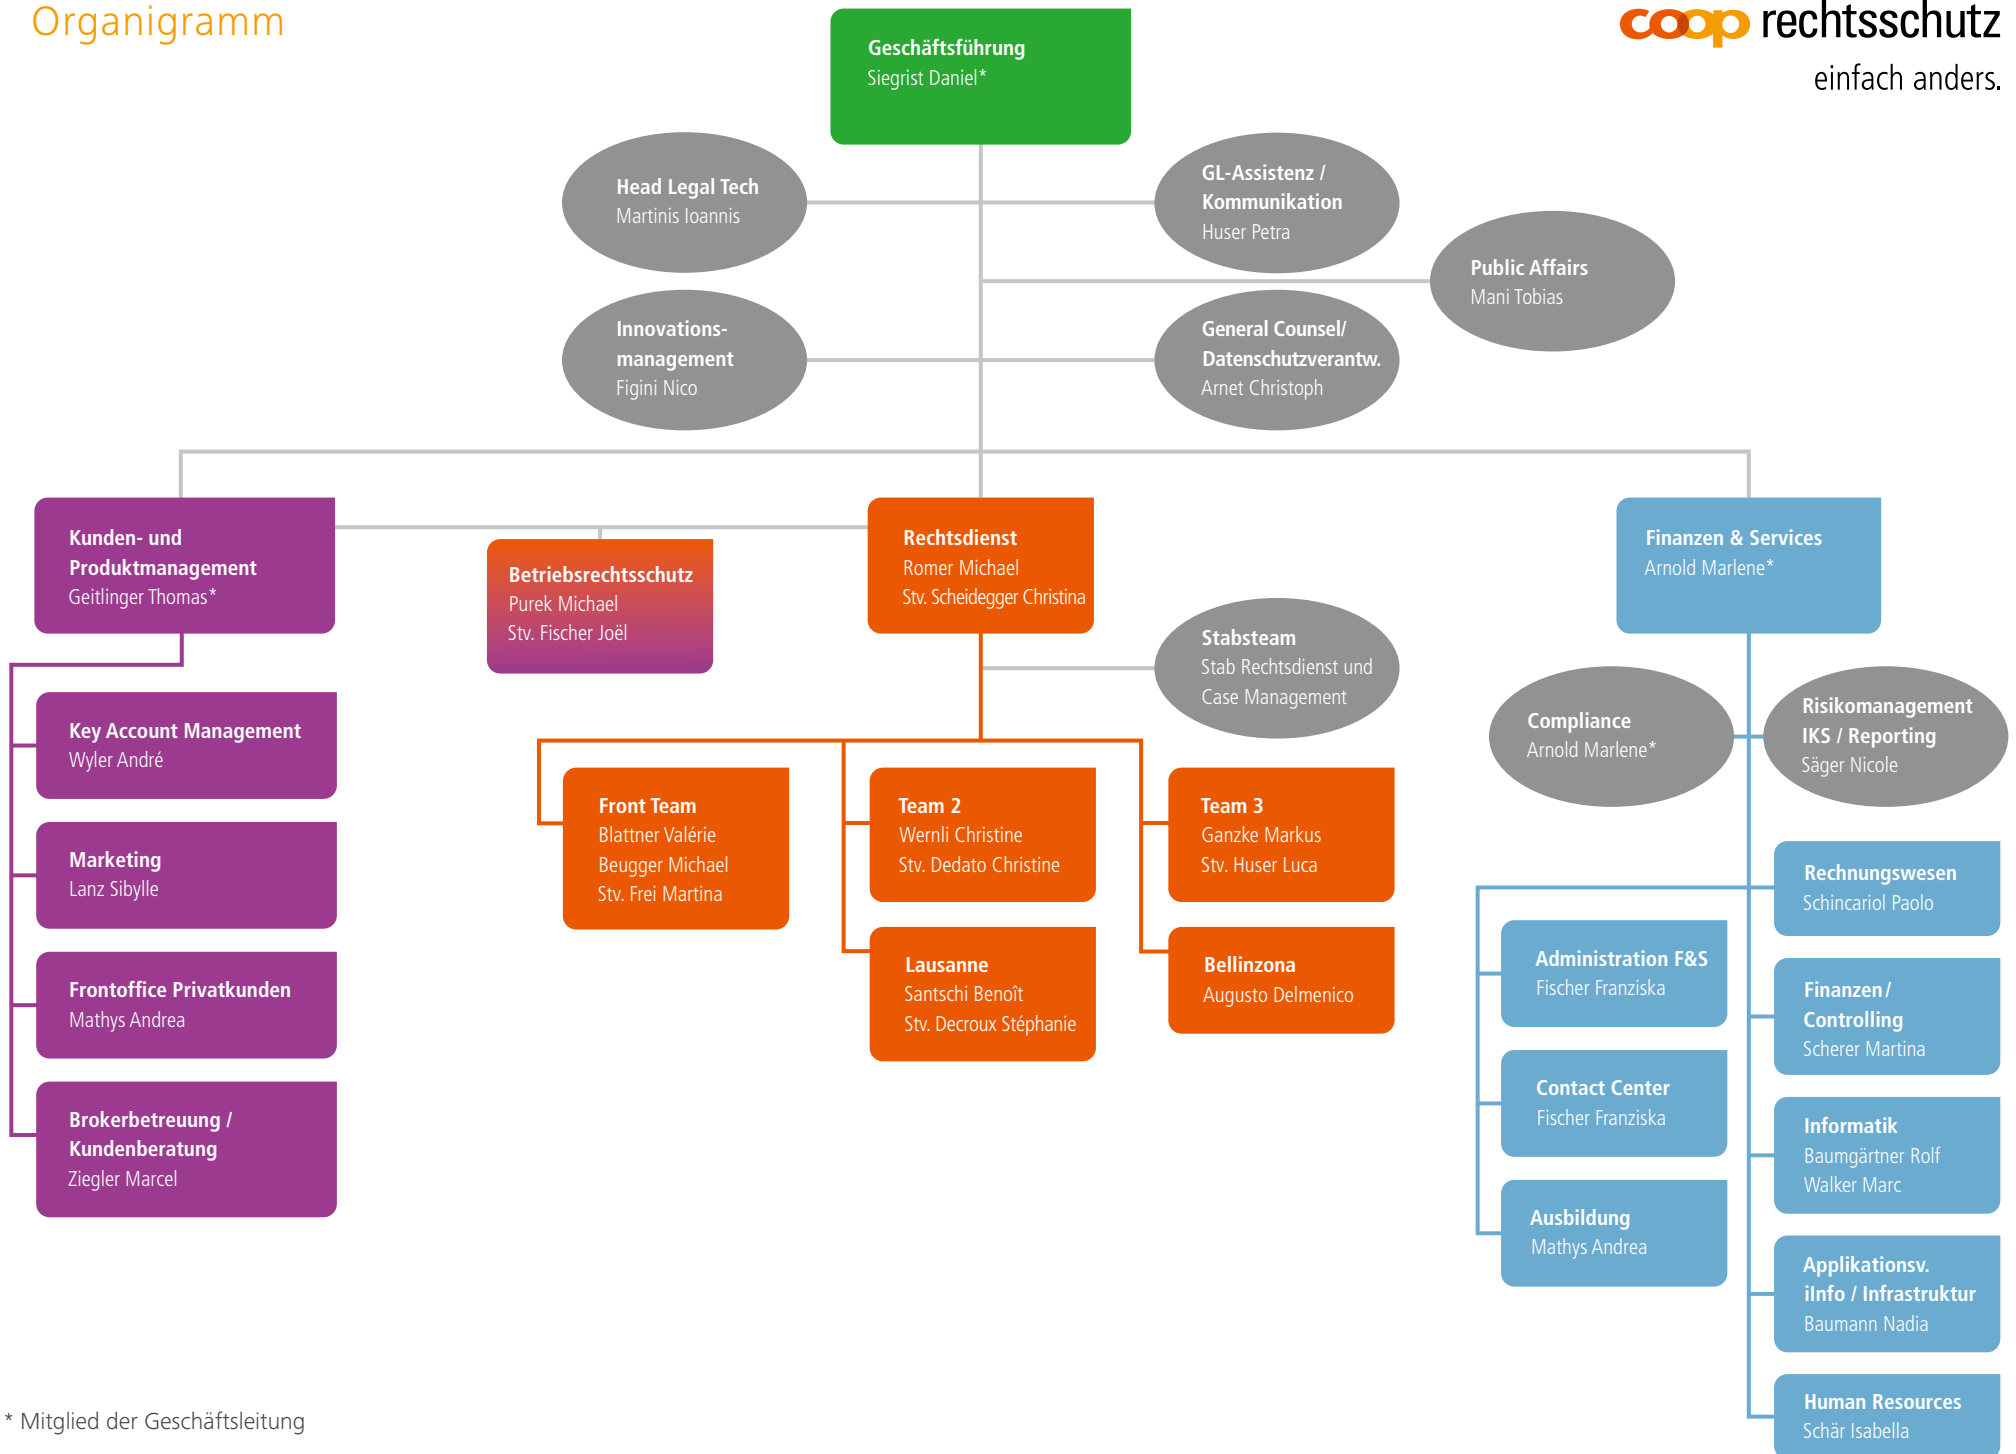 Organigramm
coop rechtsschutz
einfach anders.
Geschäftsführung
Siegrist Daniel*
Head Legal Tech
Martinis Ioannis
GL-Assistenz /
Kommunikation
Huser Petra
Public Affairs
Mani Tobias
Innovations-
management
Figini Nico
General Counsel/
Datenschutzverantw.
Arnet Christoph
Kunden- und
Produktmanagement
Geitlinger Thomas*
Betriebsrechtsschutz
Purek Michael
Stv. Fischer Joël
Rechtsdienst
Romer Michael
Stv. Scheidegger Christina
Finanzen & Services
Arnold Marlene*
Stabsteam
Stab Rechtsdienst und
Case Management
Compliance
Arnold Marlene*
Risikomanagement
IKS / Reporting
Säger Nicole
Key Account Management
Wyler André
Marketing
Lanz Sibylle
Frontoffice Privatkunden
Mathys Andrea
Brokerbetreuung /
Kundenberatung
Ziegler Marcel
Front Team
Blattner Valérie
Beugger Michael
Stv. Frei Martina
Team 2
Wernli Christine
Stv. Dedato Christine
Team 3
Ganzke Markus
Stv. Huser Luca
Lausanne
Santschi Benoît
Stv. Decroux Stéphanie
Bellinzona
Augusto Delmenico
Administration F&S
Fischer Franziska
Contact Center
Fischer Franziska
Ausbildung
Mathys Andrea
Rechnungswesen
Schincariol Paolo
Finanzen /
Controlling
Scherer Martina
Informatik
Baumgärtner Rolf
Walker Marc
Applikationsv.
iInfo / Infrastruktur
Baumann Nadia
Human Resources
Schär Isabella
* Mitglied der Geschäftsleitung